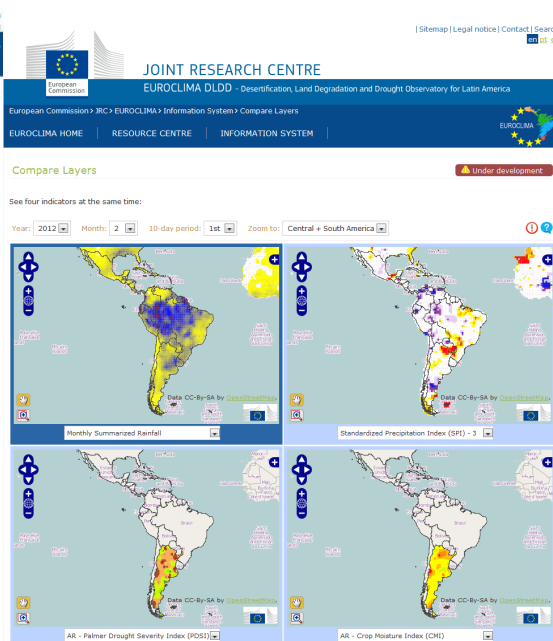 | Sitemap | Legal notice | Contact | Searc
en pt s
European
Commission
JOINT RESEARCH CENTRE
EUROCLIMA DLDD - Desertification, Land Degradation and Drought Observatory for Latin America
European Commission > JRC > EUROCLIMA > Information System > Compare Layers
EUROCLIMA HOME | RESOURCE CENTRE | INFORMATION SYSTEM |
EUROCLIMA
Compare Layers
Under development
See four indicators at the same time:
Year: 2012 Month: 2 10-day period: 1st Zoom to: Central + South America
Data CC-By-SA by OpenStreetMap.
Data CC-By-SA by OpenStreetMap.
Monthly Summarized Rainfall
Standardized Precipitation Index (SPI) - 3
Brasil
Brasil
Data CC-By-SA by OpenStreetMap.
Data CC-By-SA by OpenStreetMap.
AR - Palmer Drought Severity Index (PDSI)
AR - Crop Moisture Index (CMI)